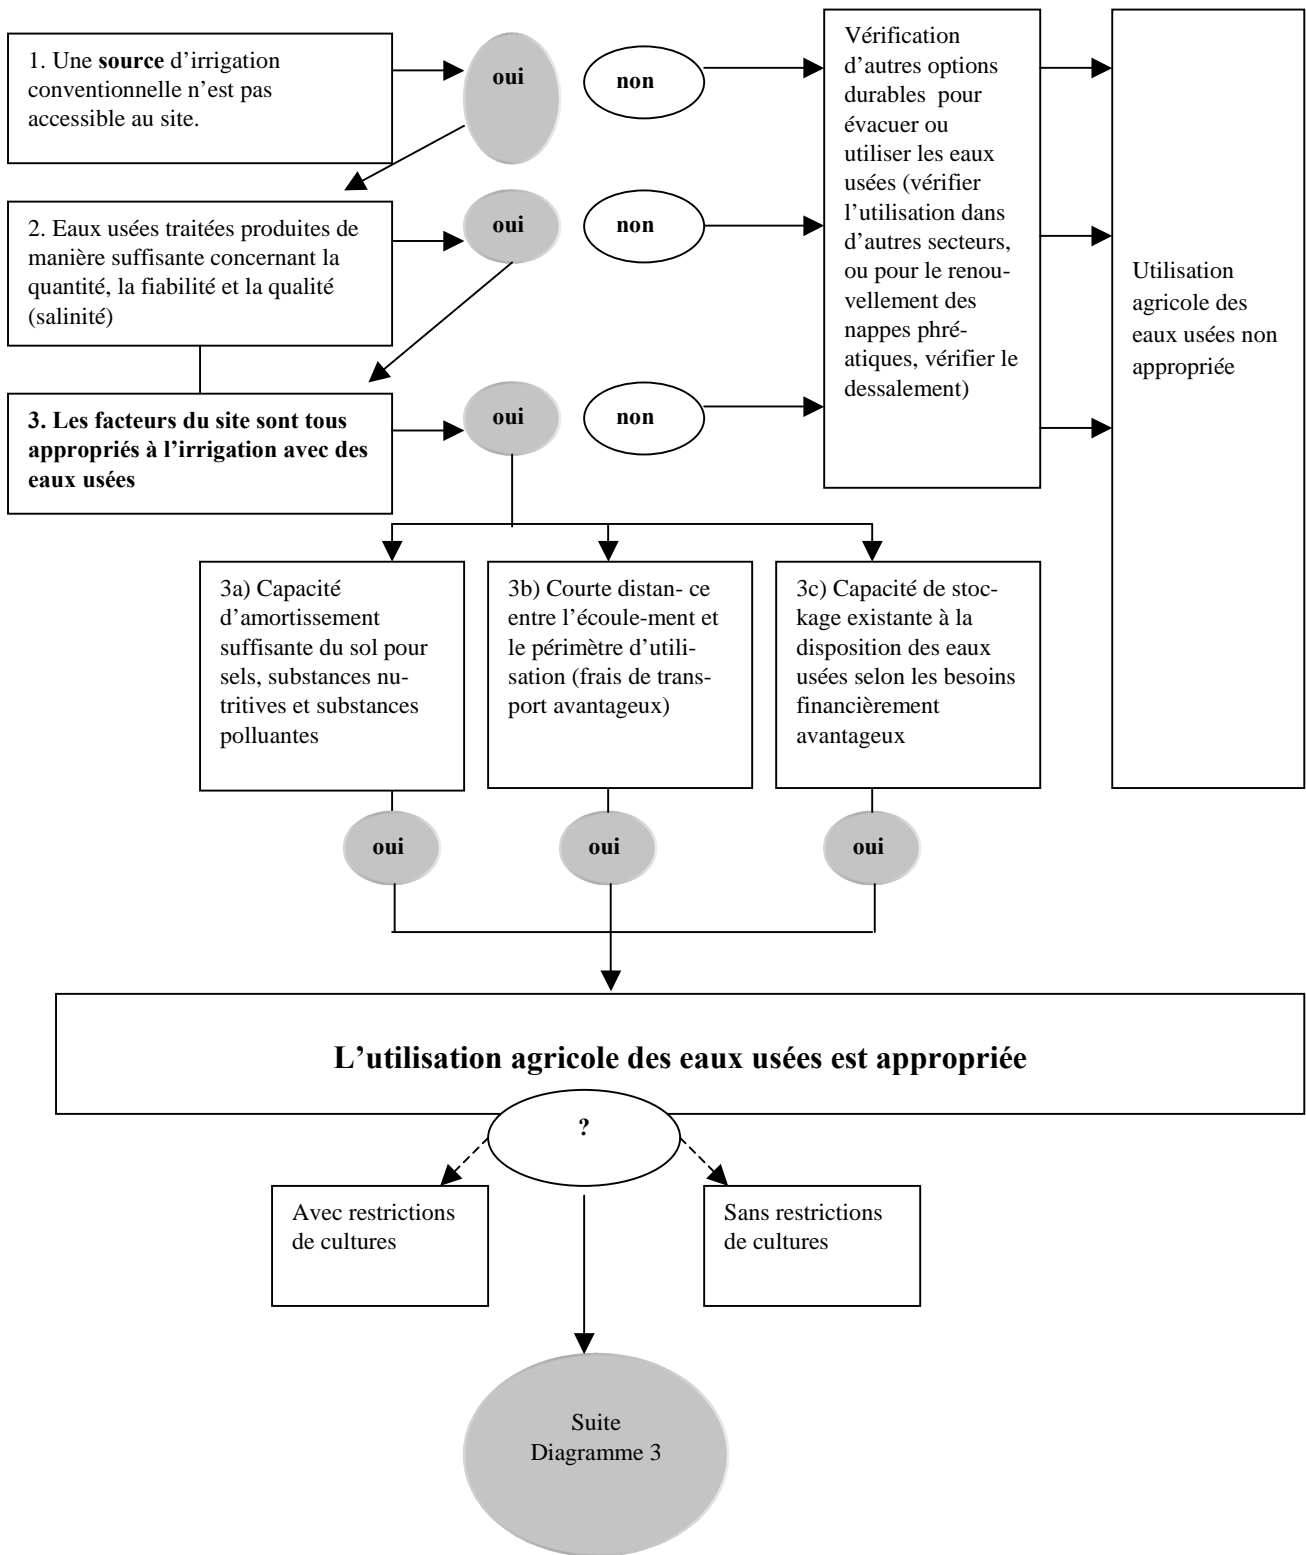 1. Une source d’irrigation
conventionnelle n’est pas
accessible au site.
oui
non
Vérification
d’autres options
durables pour
évacuer ou
utiliser les eaux
usées (vérifier
l’utilisation dans
d’autres secteurs,
ou pour le renou-
vellement des
nappes phré-
atiques, vérifier le
dessalement)
Utilisation
agricole des
eaux usées non
appropriée
2. Eaux usées traitées produites de
manière suffisante concernant la
quantité, la fiabilité et la qualité
(salinité)
oui
non
3. Les facteurs du site sont tous
appropriés à l’irrigation avec des
eaux usées
oui
non
3a) Capacité
d’amortissement
suffisante du sol pour
sels, substances nu-
tritives et substances
polluantes
3b) Courte distan- ce
entre l’écoule-ment et
le périmètre d’utili-
sation (frais de trans-
port avantageux)
3c) Capacité de stoc-
kage existante à la
disposition des eaux
usées selon les besoins
financièrement
avantageux
oui
oui
oui
L’utilisation agricole des eaux usées est appropriée
?
Avec restrictions
de cultures
Sans restrictions
de cultures
Suite
Diagramme 3